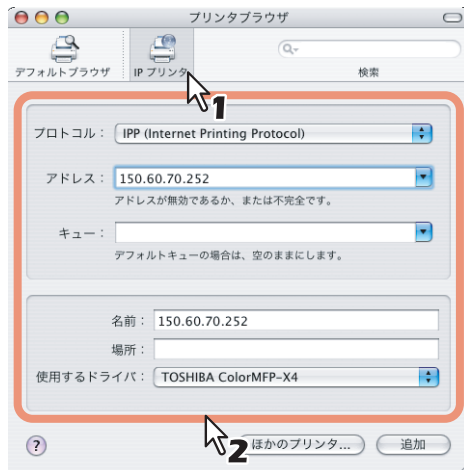 プリンタブラウザ
デフォルトブラウザ IP プリンタ 検索
1
プロトコル： IPP (Internet Printing Protocol)
アドレス： 150.60.70.252
アドレスが無効であるか、または不完全です。
キュー：
デフォルトキューの場合は、空のままにします。
名前： 150.60.70.252
場所：
使用するドライバ： TOSHIBA ColorMFP-X4
? 2 ほかのプリンタ... 追加